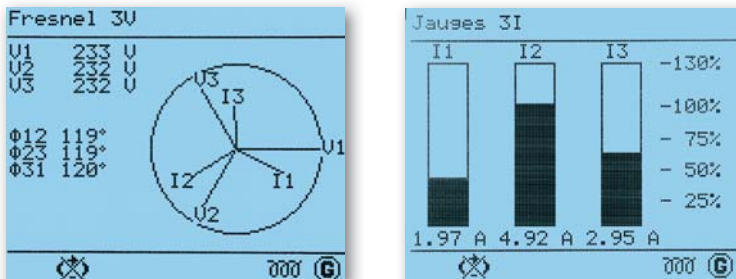 Fresnel 3V
V1 233 V
V2 232 V
V3 232 V
Φ12 119°
Φ23 119°
Φ31 120°
V3
I3
V1
I2
I1
V2
G
Jauges 3I
I1 I2 I3
-130%
-100%
- 75%
- 50%
- 25%
1.97 A 4.92 A 2.95 A
G